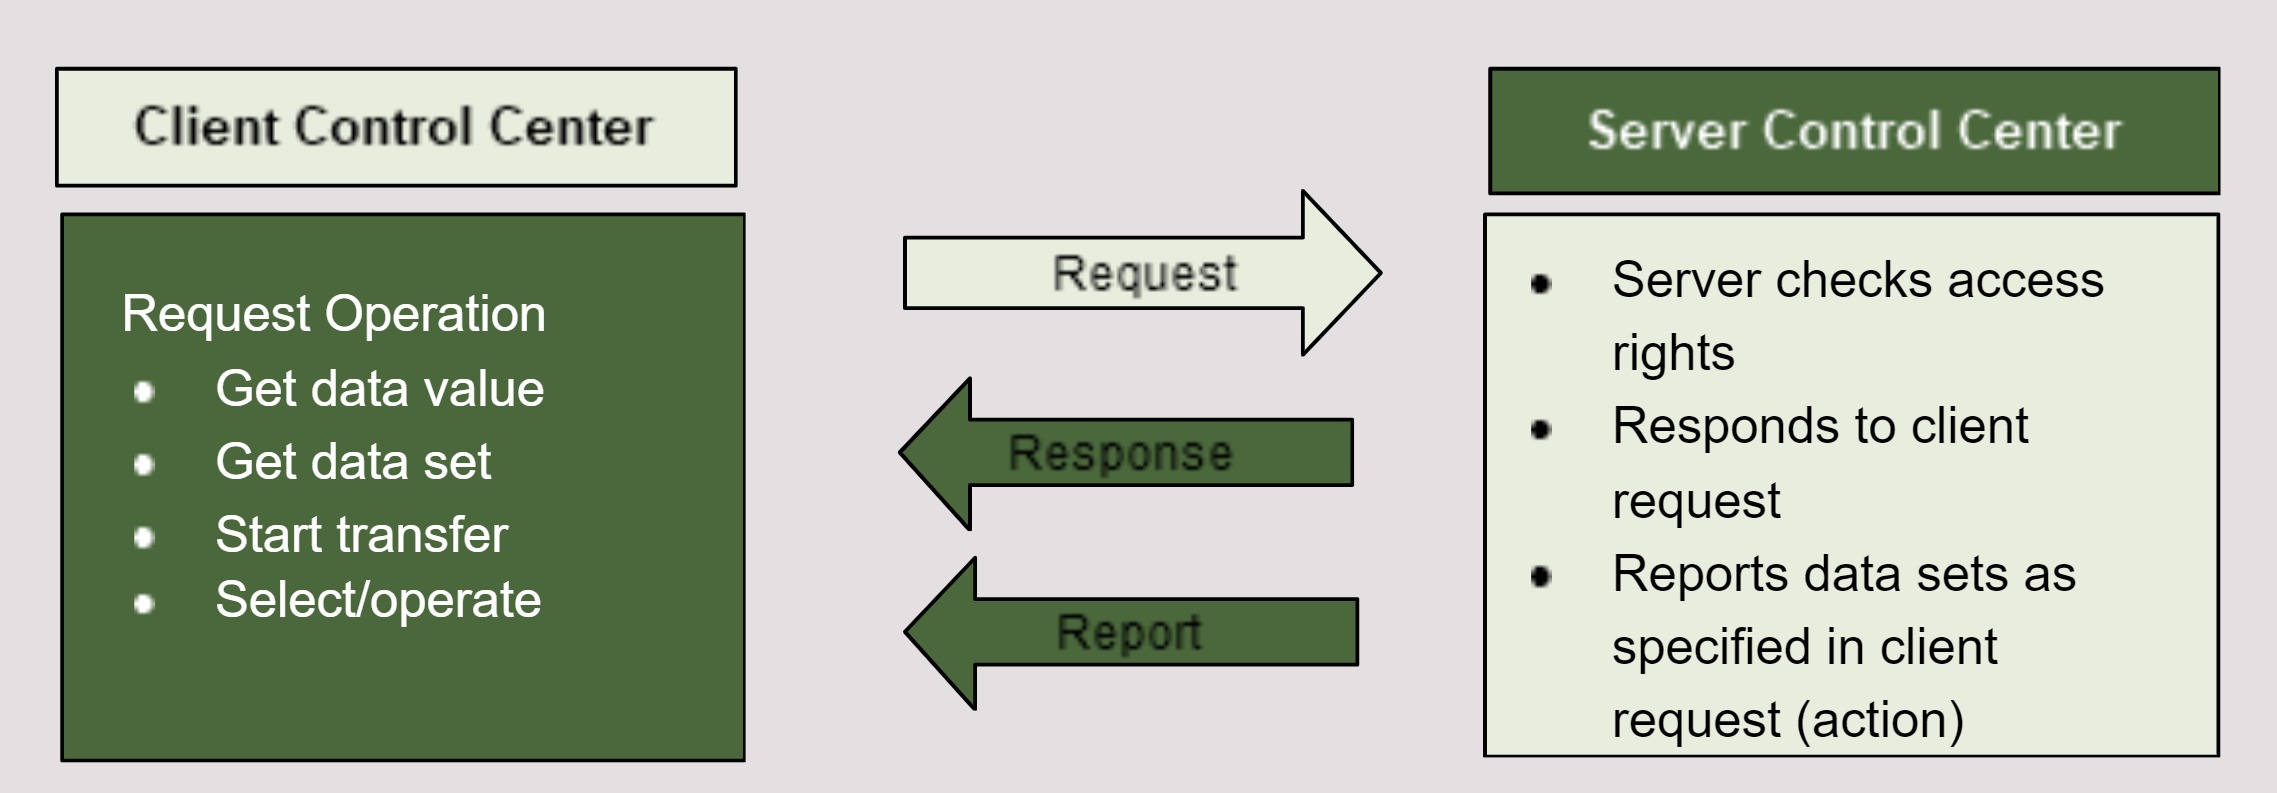 Client Control Center
Request Operation
• Get data value
• Get data set
• Start transfer
• Select/operate
Request
Response
Report
Server Control Center
• Server checks access
rights
• Responds to client
request
• Reports data sets as
specified in client
request (action)